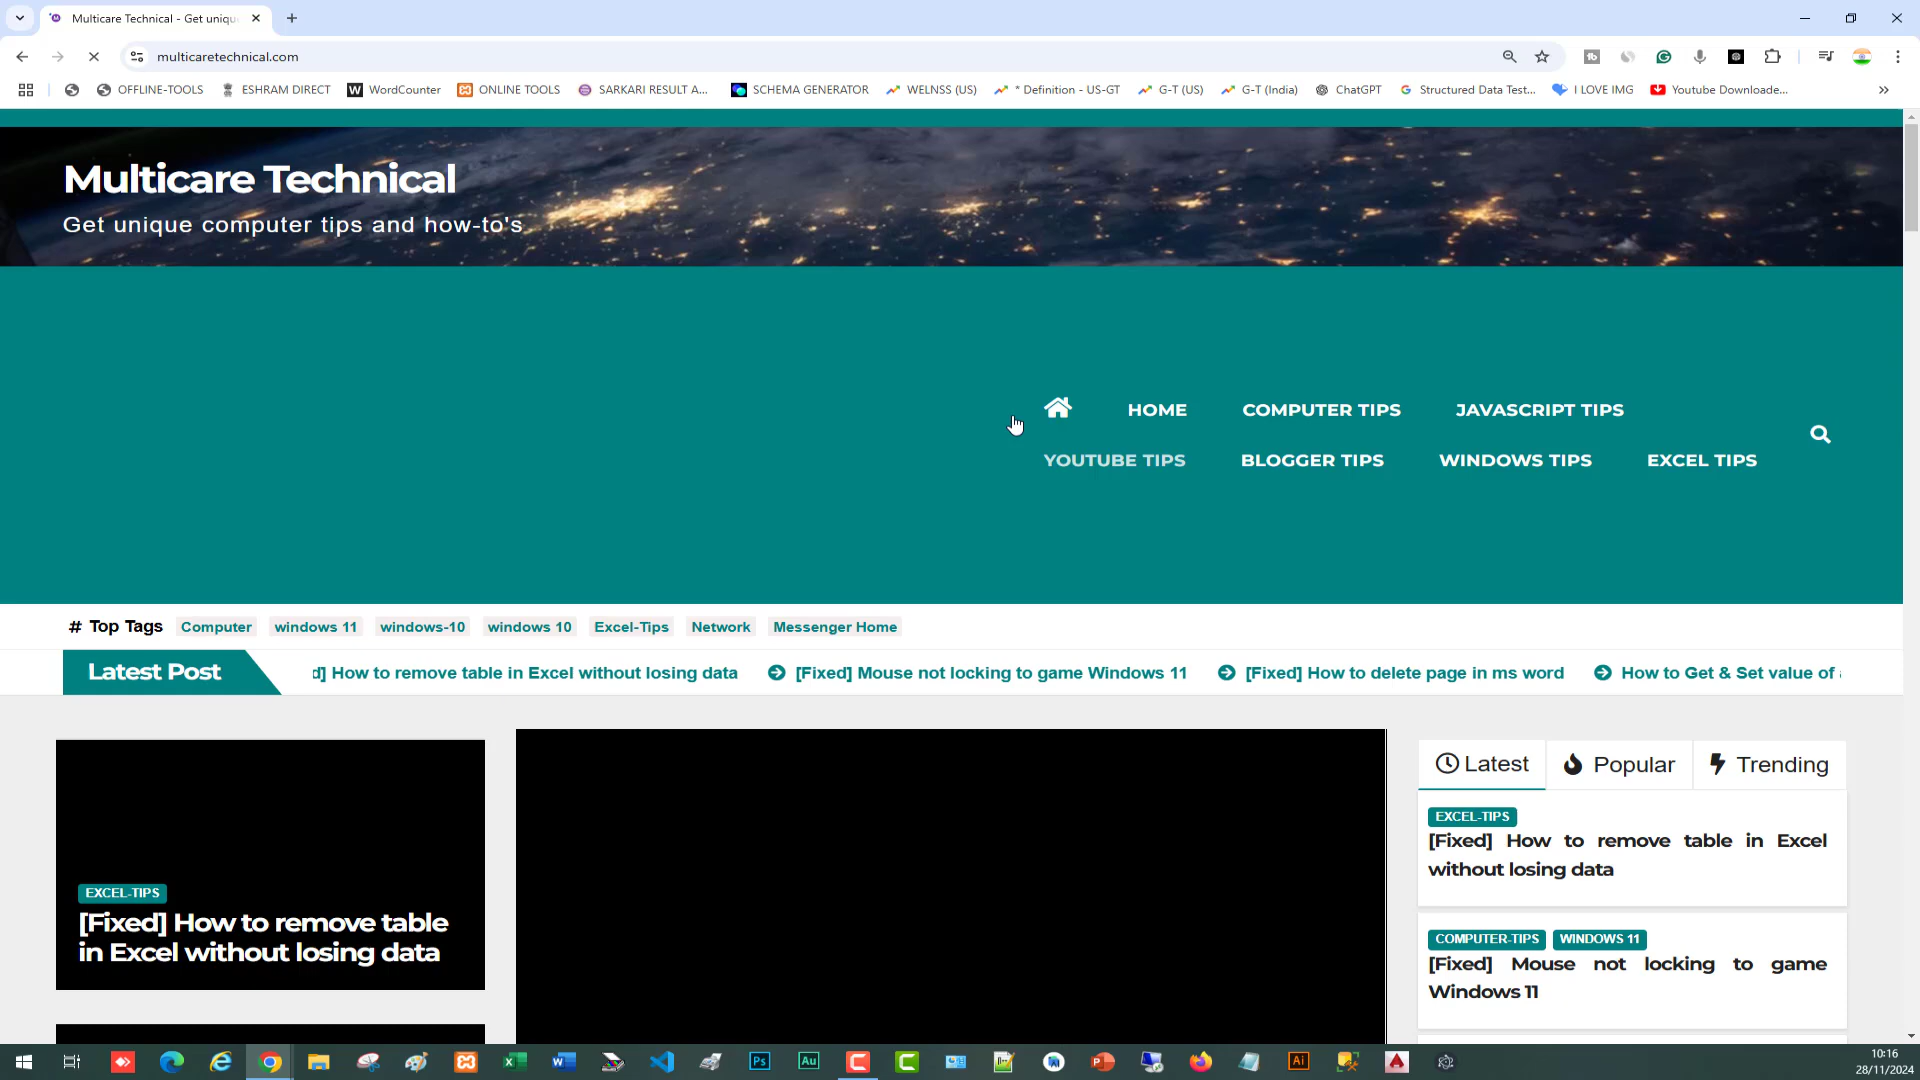 Multicare Technical - Get uniqu
multicaretechnical.com
OFFLINE-TOOLS
ESHRAM DIRECT
WordCounter
ONLINE TOOLS
SARKARI RESULT A...
SCHEMA GENERATOR
WELNSS (US)
* Definition - US-GT
G-T (US)
G-T (India)
ChatGPT
Structured Data Test...
I LOVE IMG
Youtube Downloade...
Multicare Technical
Get unique computer tips and how-to's
HOME
COMPUTER TIPS
JAVASCRIPT TIPS
YOUTUBE TIPS
BLOGGER TIPS
WINDOWS TIPS
EXCEL TIPS
# Top Tags
Computer
windows 11
windows-10
windows 10
Excel-Tips
Network
Messenger Home
Latest Post
d] How to remove table in Excel without losing data
[Fixed] Mouse not locking to game Windows 11
[Fixed] How to delete page in ms word
How to Get & Set value of
EXCEL-TIPS
[Fixed] How to remove table
in Excel without losing data
Latest
Popular
Trending
EXCEL-TIPS
[Fixed] How to remove table in Excel
without losing data
COMPUTER-TIPS
WINDOWS 11
[Fixed] Mouse not locking to game
Windows 11
10:16
28/11/2024